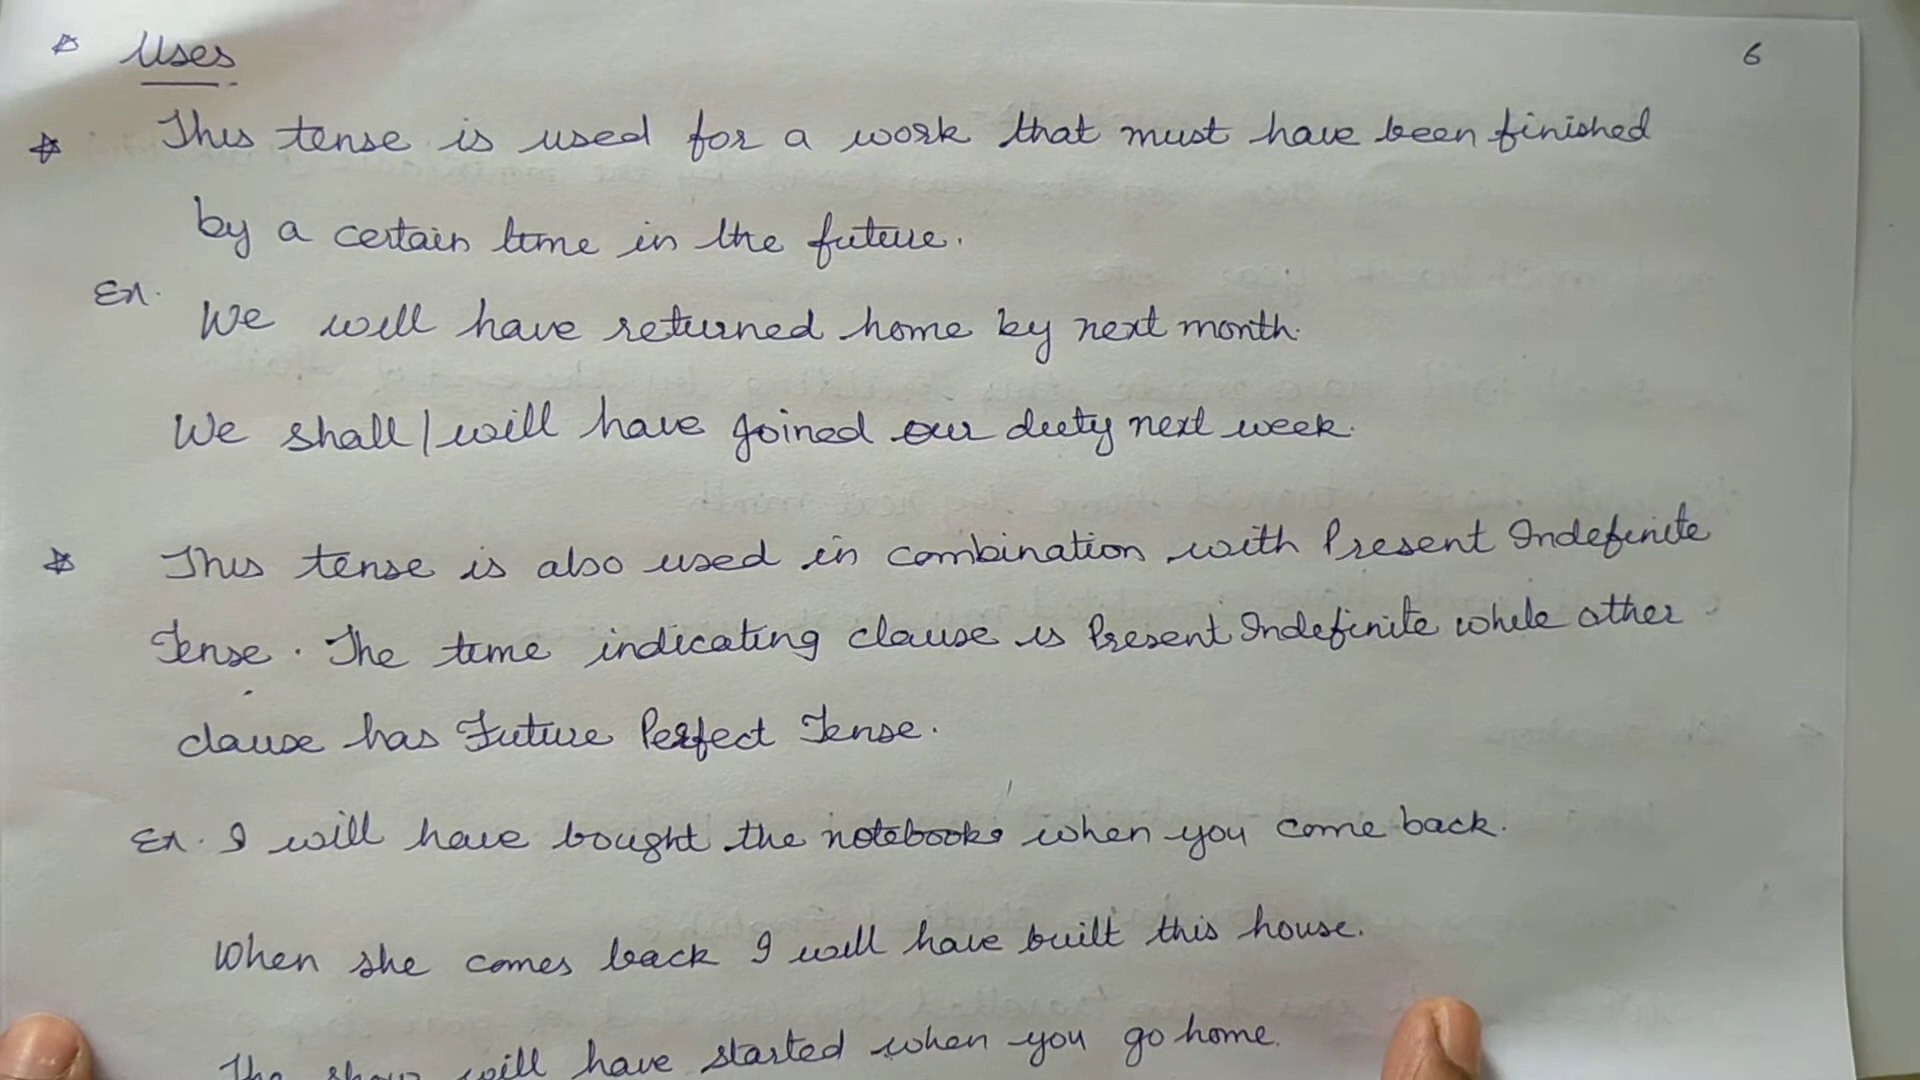 ☆ Uses
6
☆ This tense is used for a work that must have been finished
by a certain time in the future.
Ex. We will have returned home by next month.
We shall/will have joined our duty next week.
☆ This tense is also used in combination with Present Indefinite
Tense. The time indicating clause is Present Indefinite while other
clause has Future Perfect Tense.
Ex. I will have bought the notebooks when you come back.
When she comes back I will have built this house.
The show will have started when you go home.